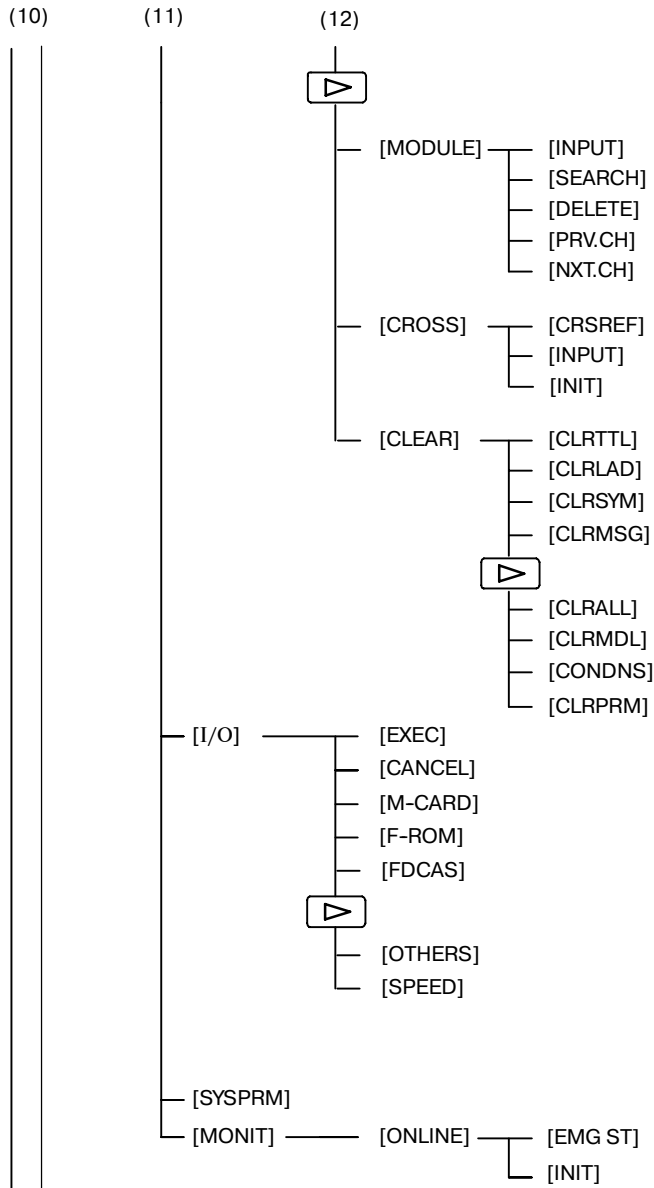 (10) (11) (12)
[MODULE] [INPUT]
[SEARCH]
[DELETE]
[PRV.CH]
[NXT.CH]
[CROSS] [CRSREF]
[INPUT]
[INIT]
[CLEAR] [CLRTTL]
[CLRLAD]
[CLRSYM]
[CLRMSG]
[CLRALL]
[CLRMDL]
[CONDNS]
[CLRPRM]
[I/O] [EXEC]
[CANCEL]
[M-CARD]
[F-ROM]
[FDCAS]
[OTHERS]
[SPEED]
[SYSPRM]
[MONIT] [ONLINE] [EMG ST]
[INIT]